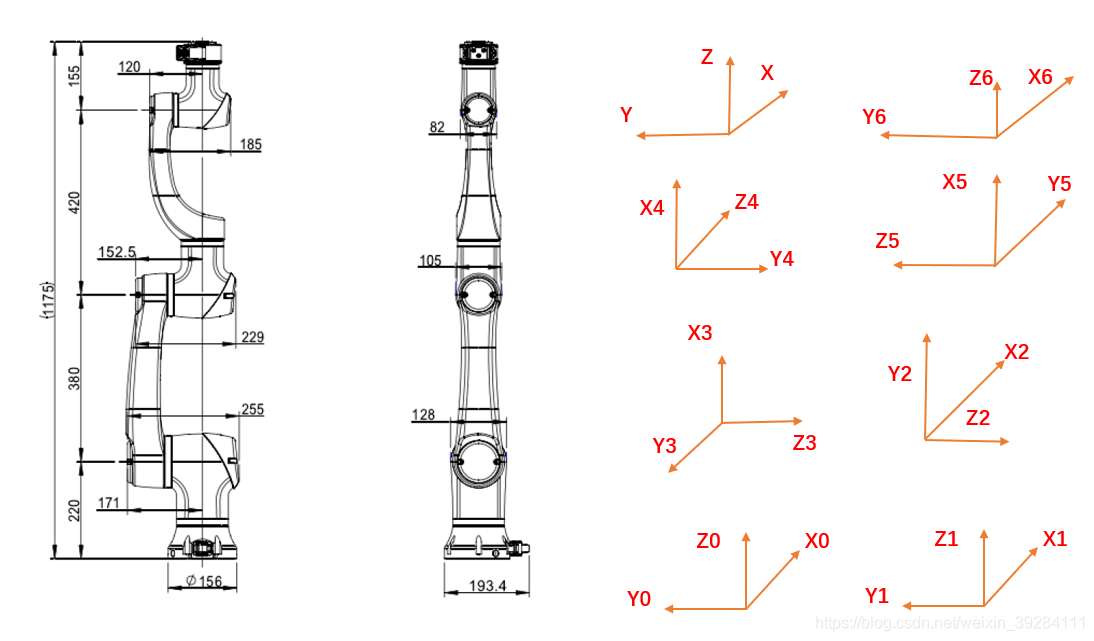 155
120
185
420
152.5
(1175)
229
380
255
171
220
∅156
82
105
128
193.4
Z
X
Y
Z6
X6
Y6
X4
Z4
Y4
X5
Y5
Z5
X3
Y3
Z3
Y2
X2
Z2
Z0
X0
Y0
Z1
X1
Y1
https://blog.csdn.net/weixin_39284111